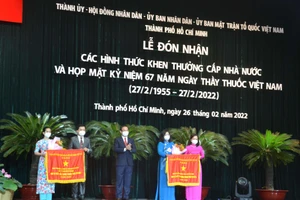 THÀNH ỦY - HỘI ĐỒNG NHÂN DÂN - ỦY BAN NHÂN DÂN - ỦY BAN MẶT TRẬN TỔ QUỐC VIỆT NAM
THÀNH PHỐ HỒ CHÍ MINH
LỄ ĐÓN NHẬN
CÁC HÌNH THỨC KHEN THƯỞNG CẤP NHÀ NƯỚC
VÀ HỌP MẶT KỶ NIỆM 67 NĂM NGÀY THẦY THUỐC VIỆT NAM
(27/2/1955 - 27/2/2022)
Thành phố Hồ Chí Minh, ngày 26 tháng 02 năm 2022